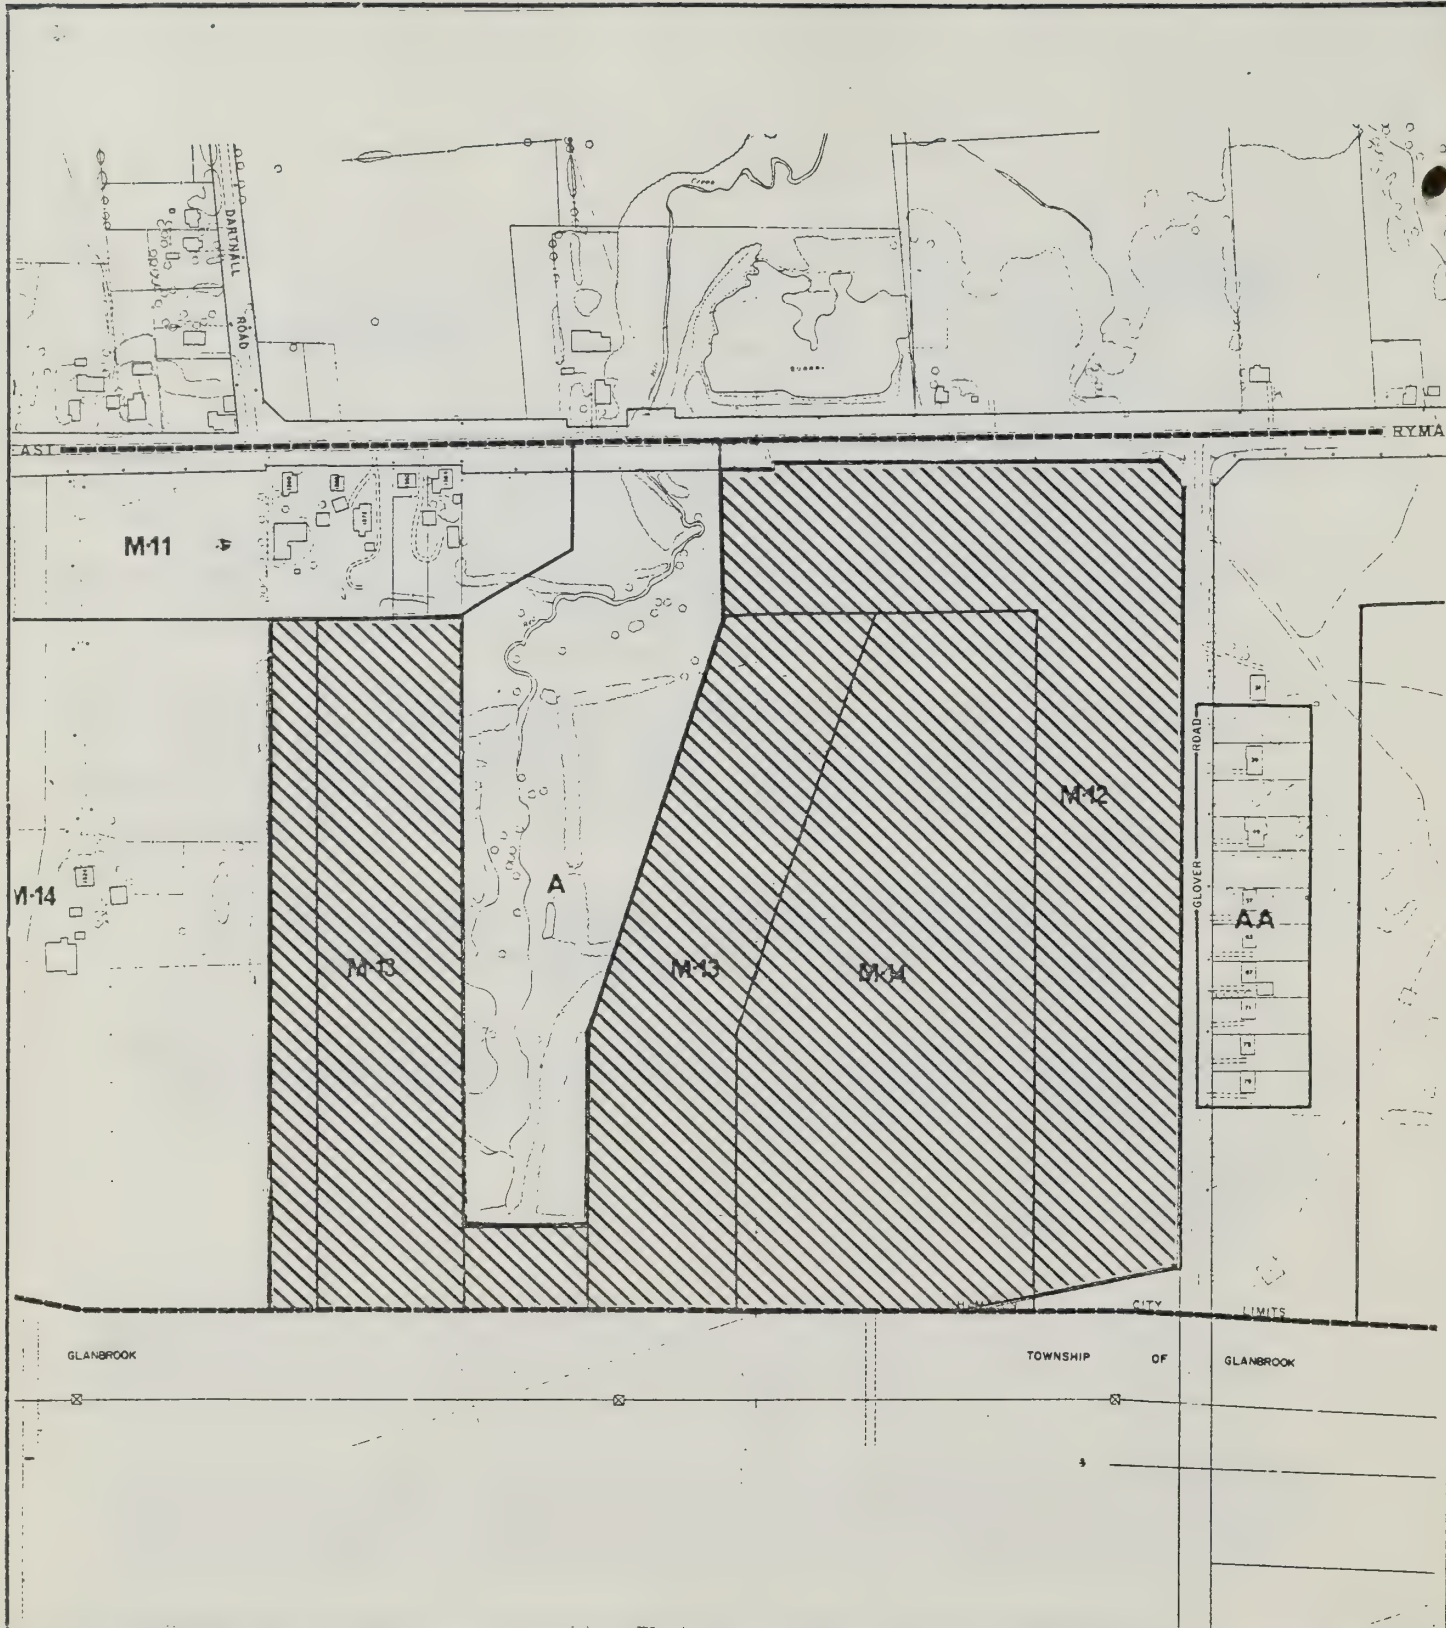 Creek
DARTNALL
ROAD
EAST
RYMA
M-11
M-12
GLOVER
ROAD
M-14
A
AA
M-13
M-13
M-14
CITY
LIMITS
GLANBROOK
TOWNSHIP OF GLANBROOK